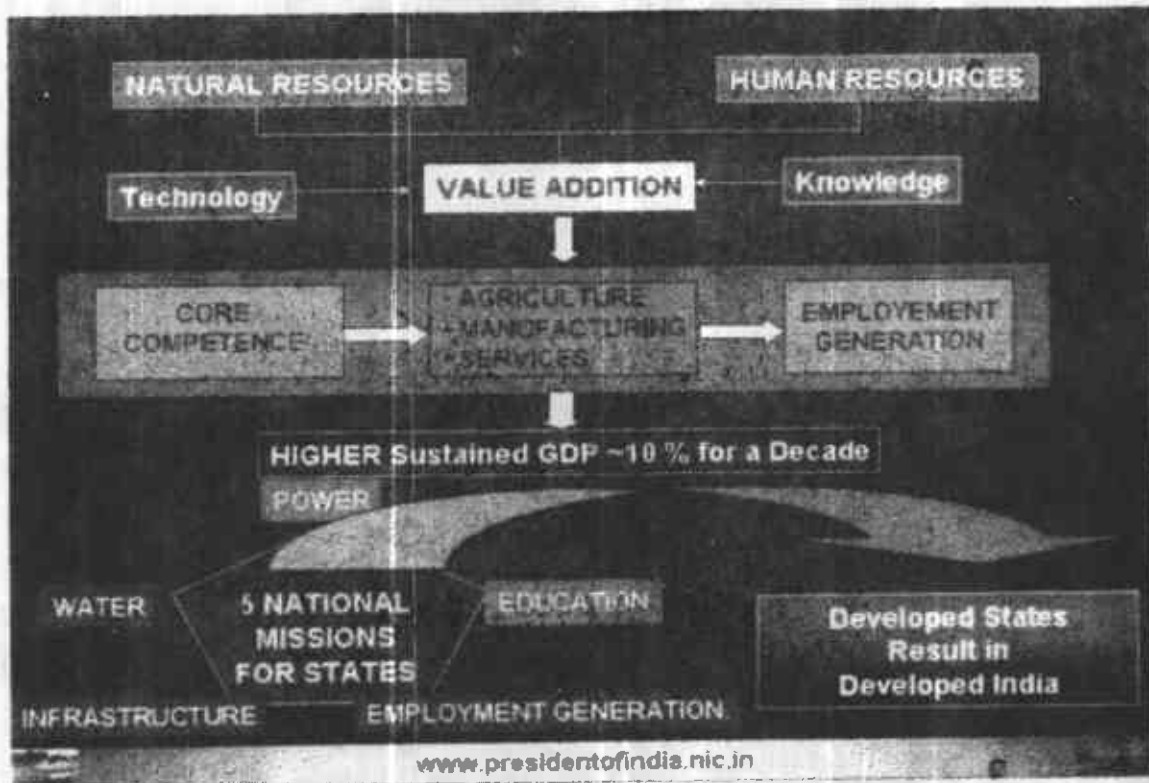 NATURAL RESOURCES
HUMAN RESOURCES
Technology
VALUE ADDITION
Knowledge
CORE
COMPETENCE
- AGRICULTURE
• MANUFACTURING
• SERVICES
EMPLOYEMENT
GENERATION
HIGHER Sustained GDP ~10 % for a Decade
POWER
WATER
5 NATIONAL
MISSIONS
FOR STATES
EDUCATION
Developed States
Result in
Developed India
INFRASTRUCTURE
EMPLOYMENT GENERATION.
www.presidentofindia.nic.in